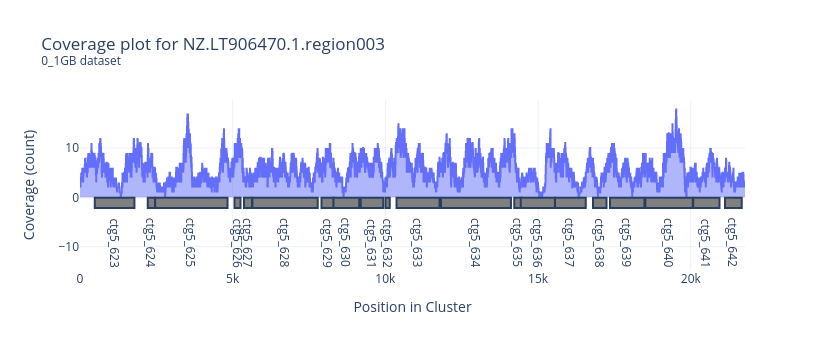 Coverage plot for NZ.LT906470.1.region003
0_1GB dataset
Coverage (count)
10
0
−10
ctg5_623
ctg5_624
ctg5_625
ctg5_626
ctg5_627
ctg5_628
ctg5_629
ctg5_630
ctg5_631
ctg5_632
ctg5_633
ctg5_634
ctg5_635
ctg5_636
ctg5_637
ctg5_638
ctg5_639
ctg5_640
ctg5_641
ctg5_642
0
5k
10k
15k
20k
Position in Cluster